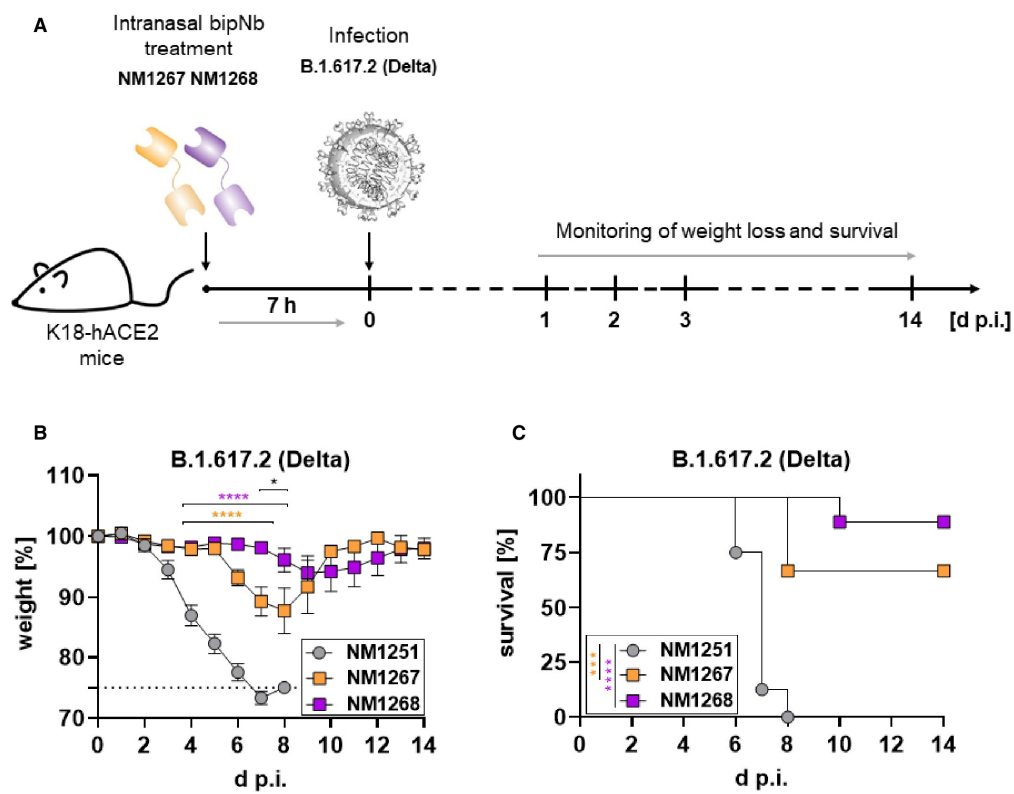 A
Intranasal bipNb
treatment
NM1267 NM1268
Infection
B.1.617.2 (Delta)
Monitoring of weight loss and survival
7 h
0
1
2
3
14
[d p.i.]
K18-hACE2
mice
B
B.1.617.2 (Delta)
110
100
90
80
70
weight [%]
*
****
****
NM1251
NM1267
NM1268
0 2 4 6 8 10 12 14
d p.i.
C
B.1.617.2 (Delta)
100
75
50
25
0
survival [%]
***
****
NM1251
NM1267
NM1268
0 2 4 6 8 10 12 14
d p.i.